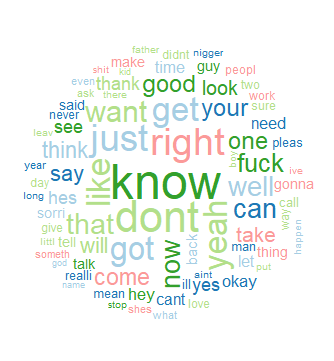 father didnt nigger
shit make time guy peopl
even kid thank good look two
ask there work
said want get your sure
never need
see just right one pleas
leav think fuck
year say like know well ive
long hes gonna
day sorri that dont can boy
give yeah way call
littl tell will got now take happen
someth man thing
god talk come back let put
realli ill yes okay
name mean hey cant aint
stop shes love
what